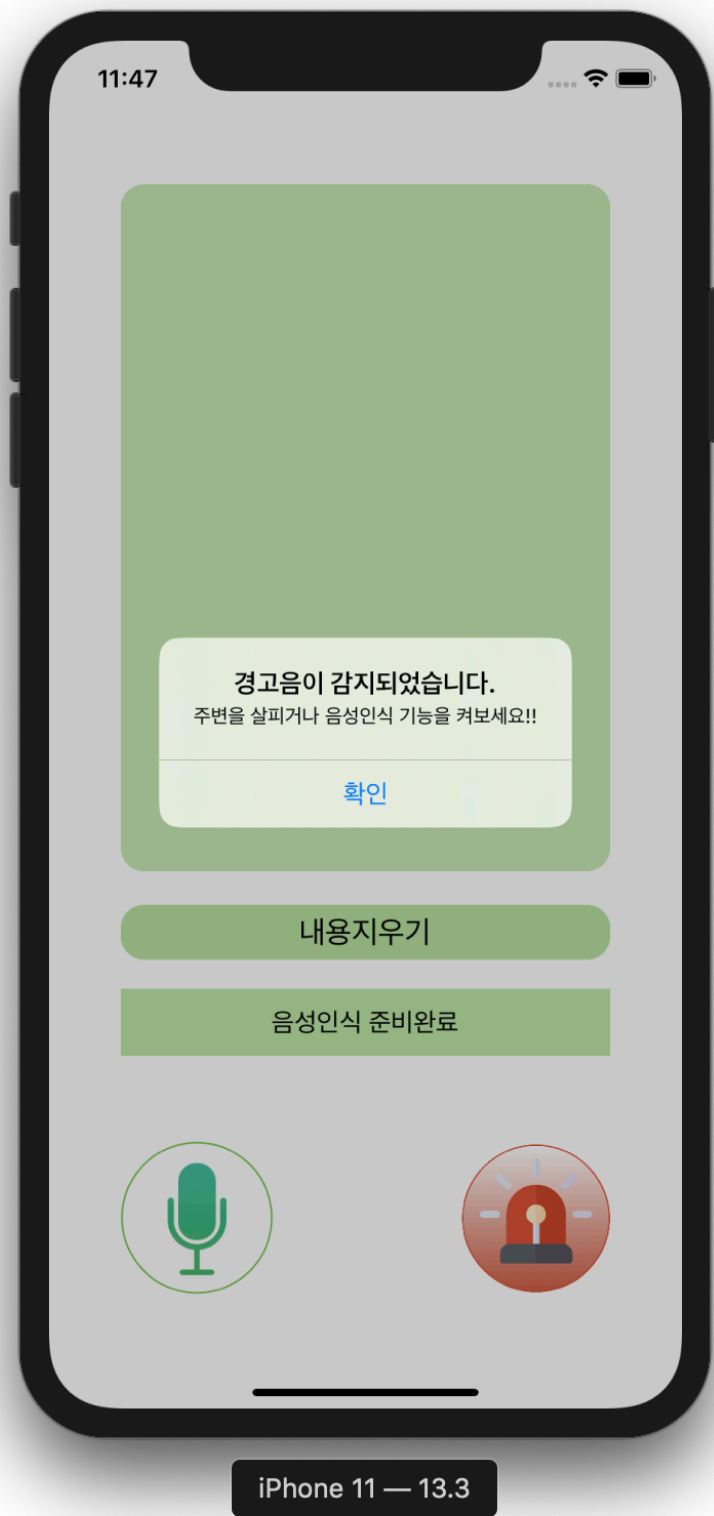 11:47
경고음이 감지되었습니다.
주변을 살피거나 음성인식 기능을 켜보세요!!
확인
내용지우기
음성인식 준비완료
iPhone 11 — 13.3